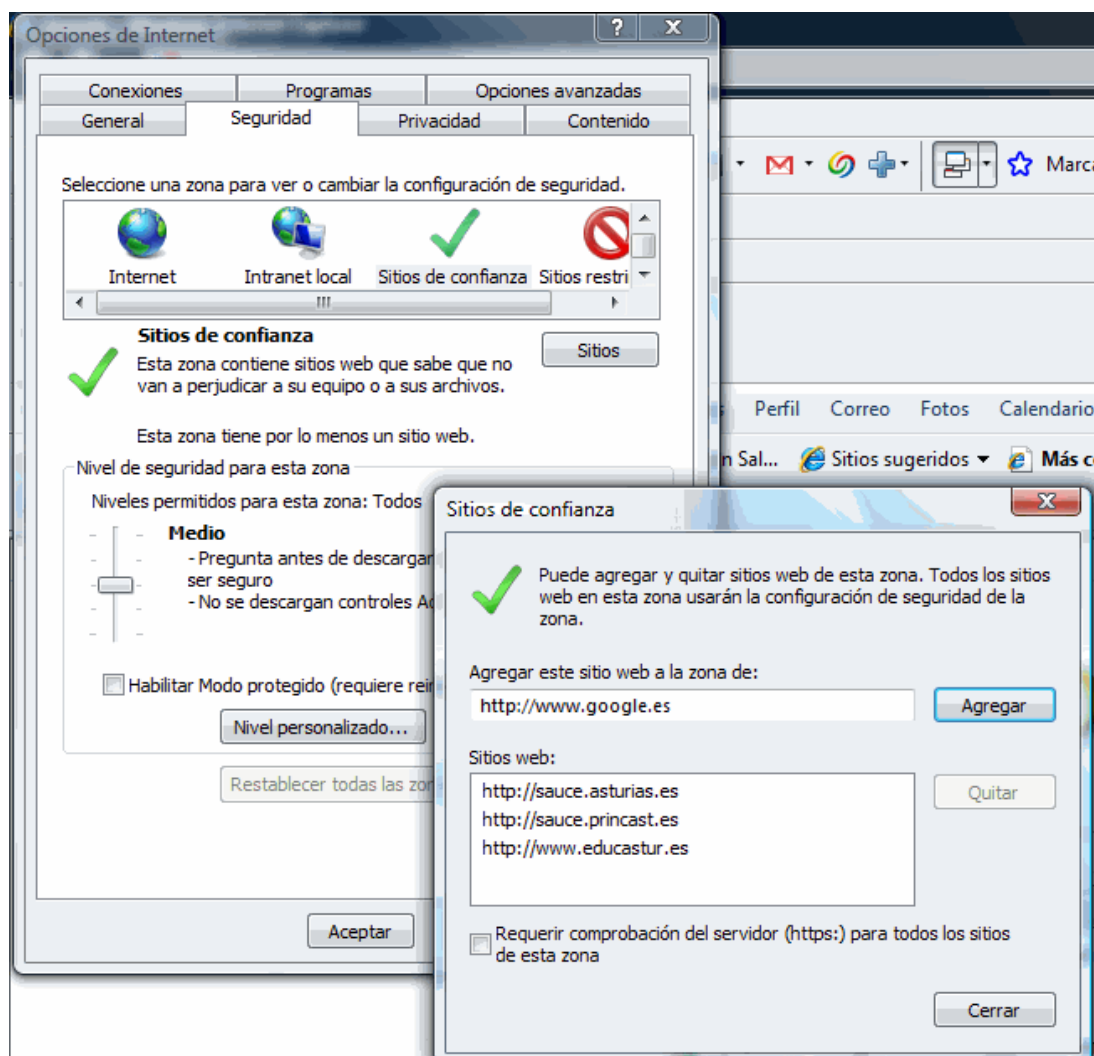 Opciones de Internet
? X
Conexiones Programas Opciones avanzadas
General Seguridad Privacidad Contenido
Seleccione una zona para ver o cambiar la configuración de seguridad.
Internet Intranet local Sitios de confianza Sitios restri
Sitios de confianza
Esta zona contiene sitios web que sabe que no
van a perjudicar a su equipo o a sus archivos.
Sitios
Esta zona tiene por lo menos un sitio web.
Nivel de seguridad para esta zona
Niveles permitidos para esta zona: Todos
Medio
- Pregunta antes de descargar
ser seguro
- No se descargan controles Ac
Habilitar Modo protegido (requiere rei
Nivel personalizado...
Restablecer todas las zo
Aceptar
Marca
Perfil Correo Fotos Calendario
n Sal... Sitios sugeridos Más c
Sitios de confianza
X
Puede agregar y quitar sitios web de esta zona. Todos los sitios
web en esta zona usarán la configuración de seguridad de la
zona.
Agregar este sitio web a la zona de:
http://www.google.es Agregar
Sitios web:
http://sauce.asturias.es
http://sauce.princast.es
http://www.educastur.es
Quitar
Requerir comprobación del servidor (https:) para todos los sitios
de esta zona
Cerrar